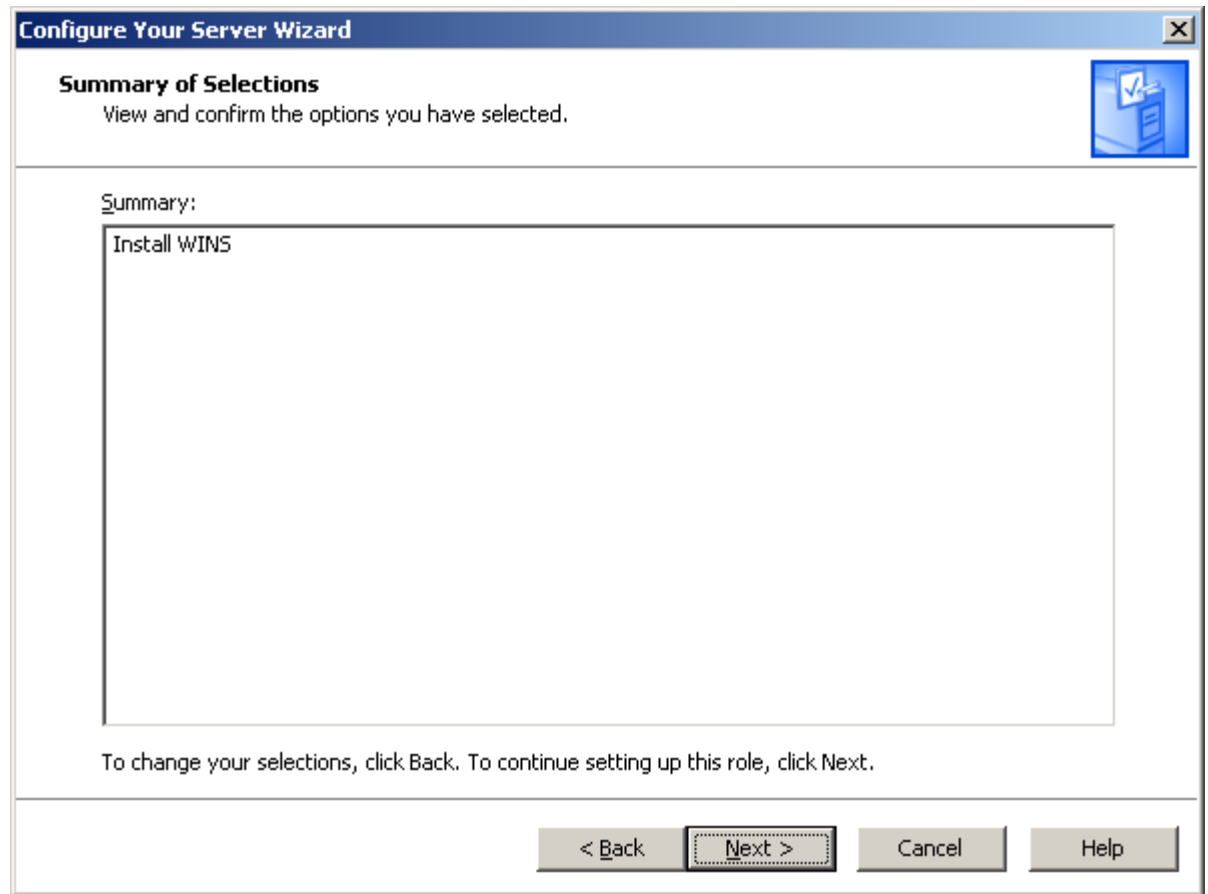 Configure Your Server Wizard
Summary of Selections
View and confirm the options you have selected.
Summary:
Install WINS
To change your selections, click Back. To continue setting up this role, click Next.
< Back Next > Cancel Help